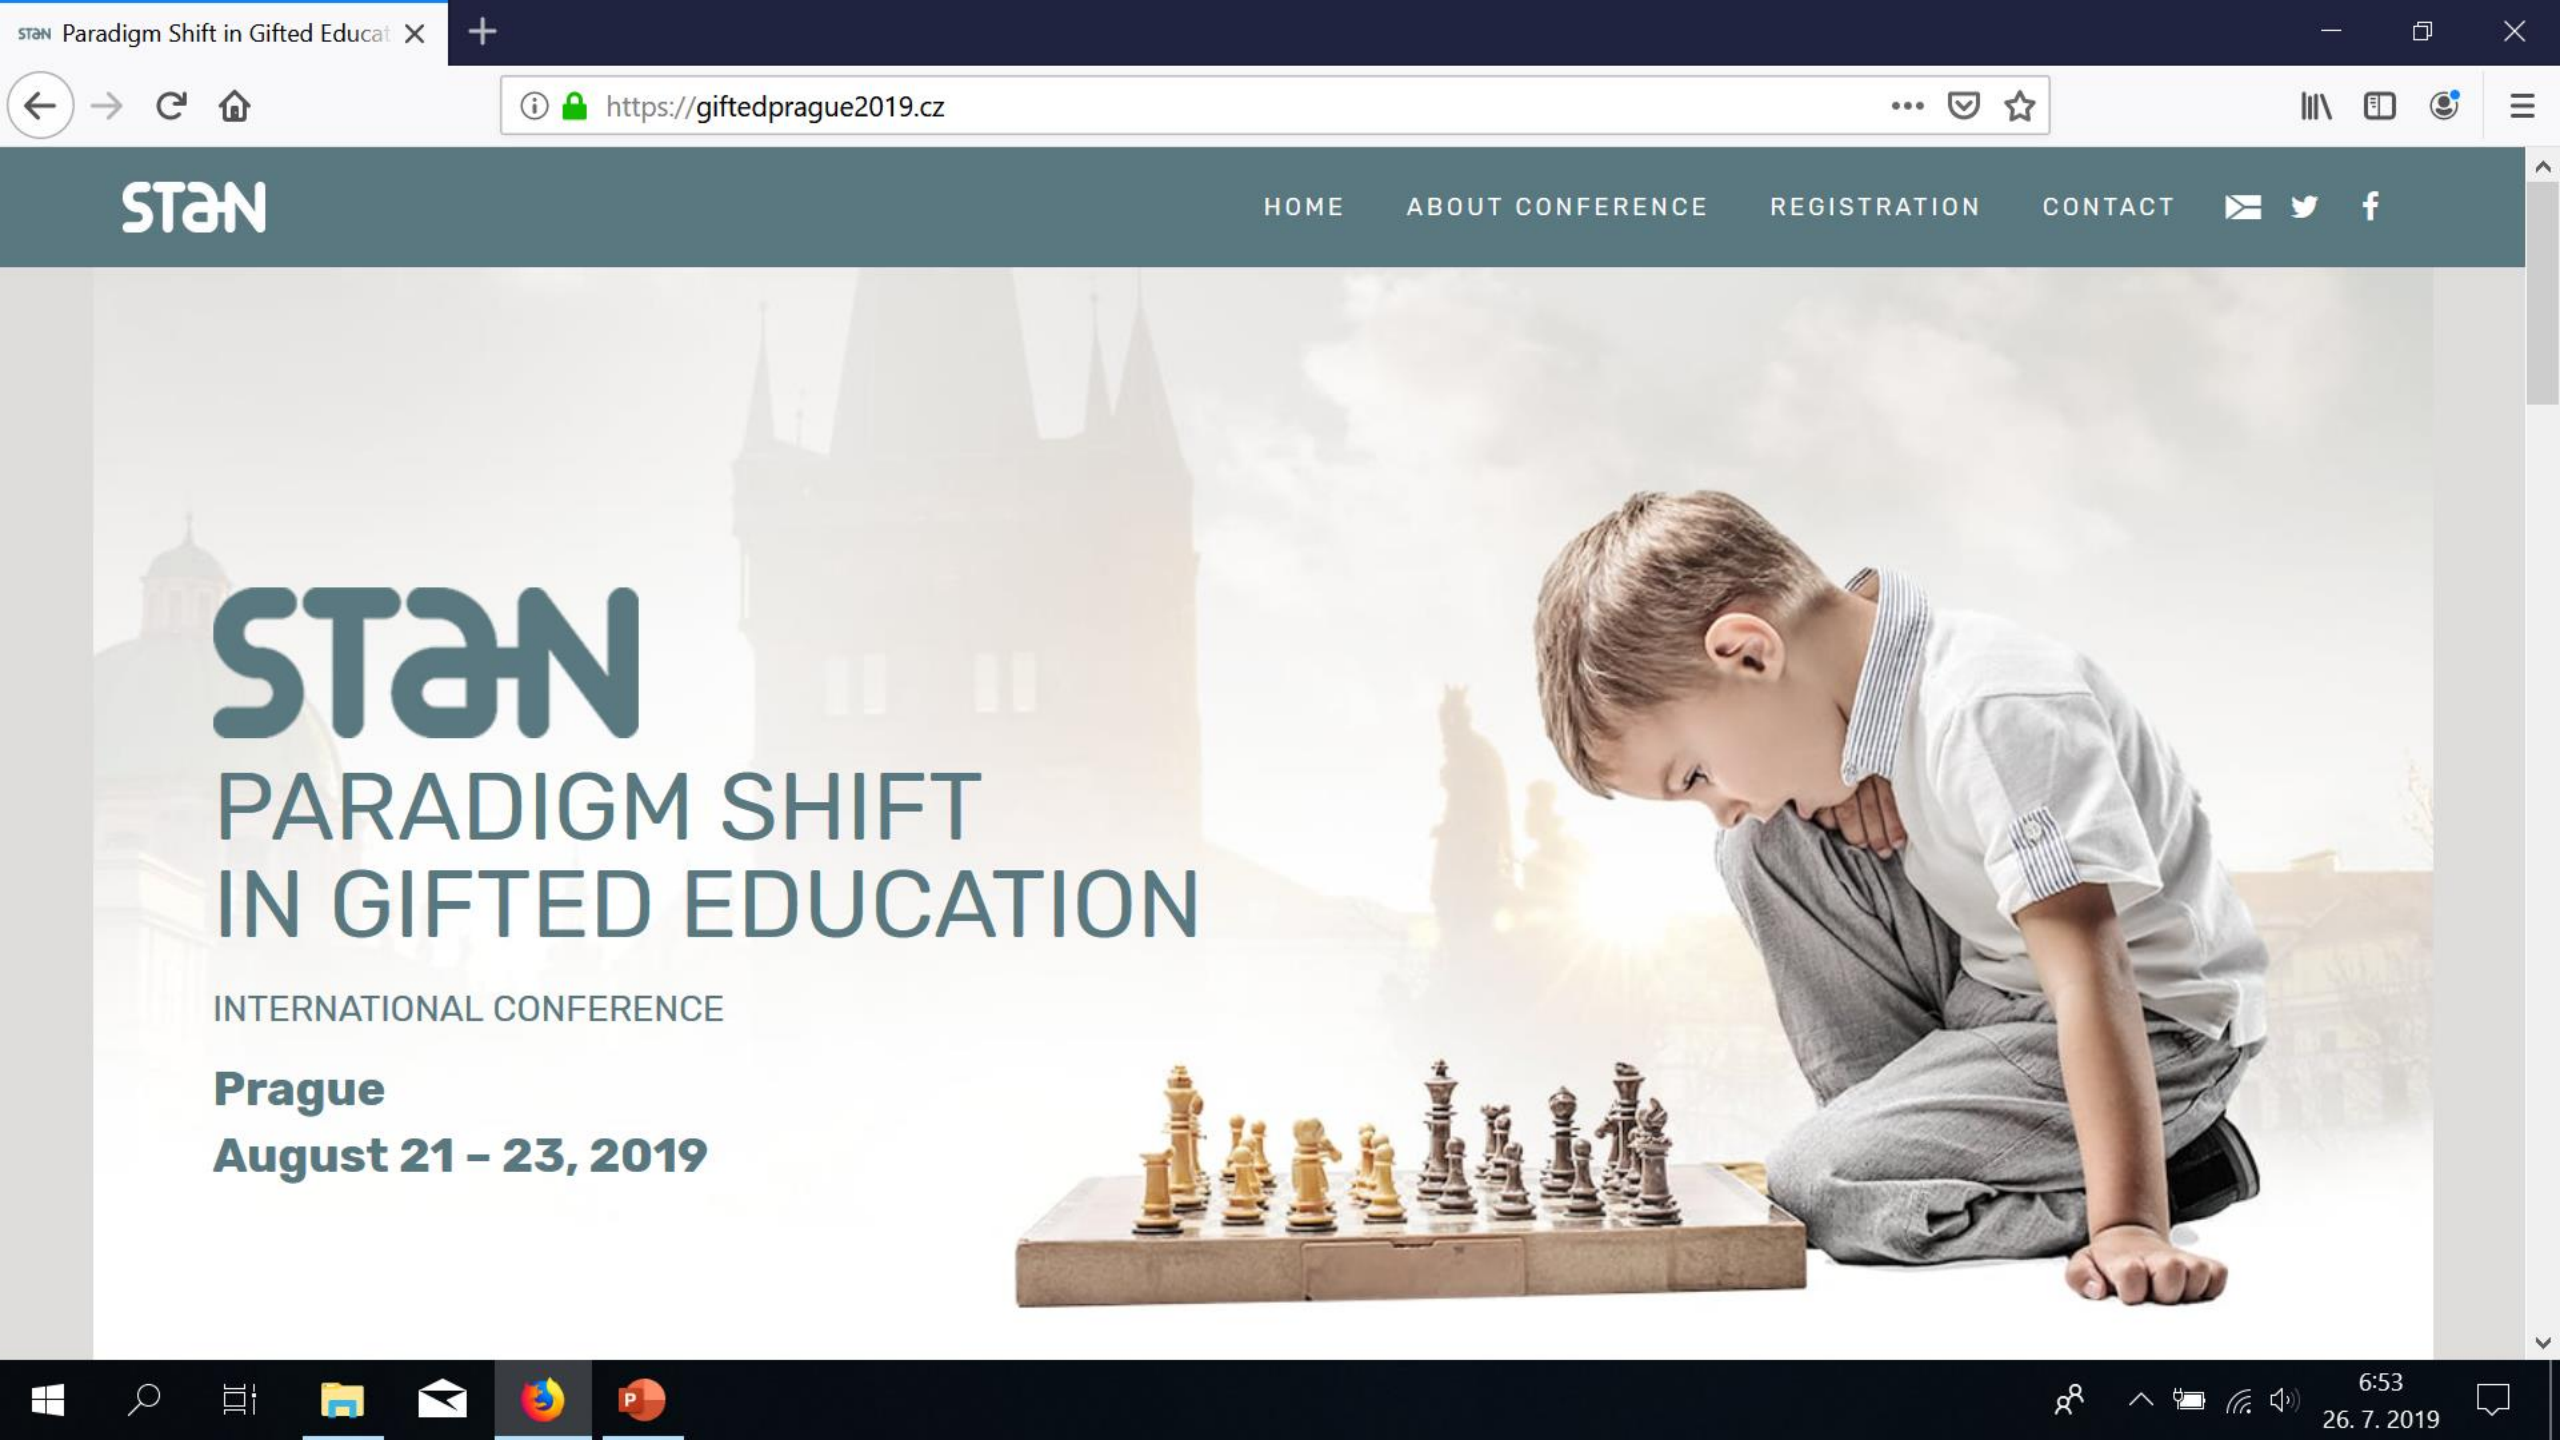 STaN Paradigm Shift in Gifted Educat
https://giftedprague2019.cz
STaN
HOME ABOUT CONFERENCE REGISTRATION CONTACT
STaN
PARADIGM SHIFT
IN GIFTED EDUCATION
INTERNATIONAL CONFERENCE
Prague
August 21 – 23, 2019
6:53
26. 7. 2019